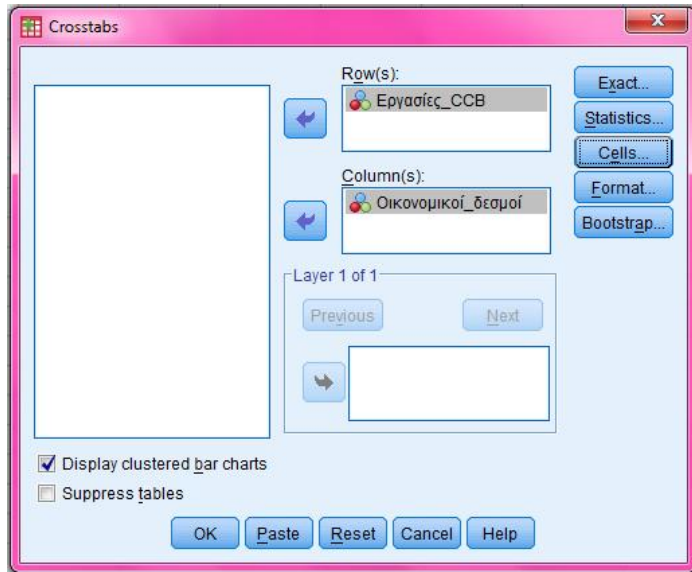 Crosstabs
Row(s):
Εργασίες_CCB
Exact...
Statistics...
Cells...
Column(s):
Format...
Οικονομικοί_δεσμοί
Bootstrap...
Layer 1 of 1
Previous
Next
Display clustered bar charts
Suppress tables
OK
Paste
Reset
Cancel
Help